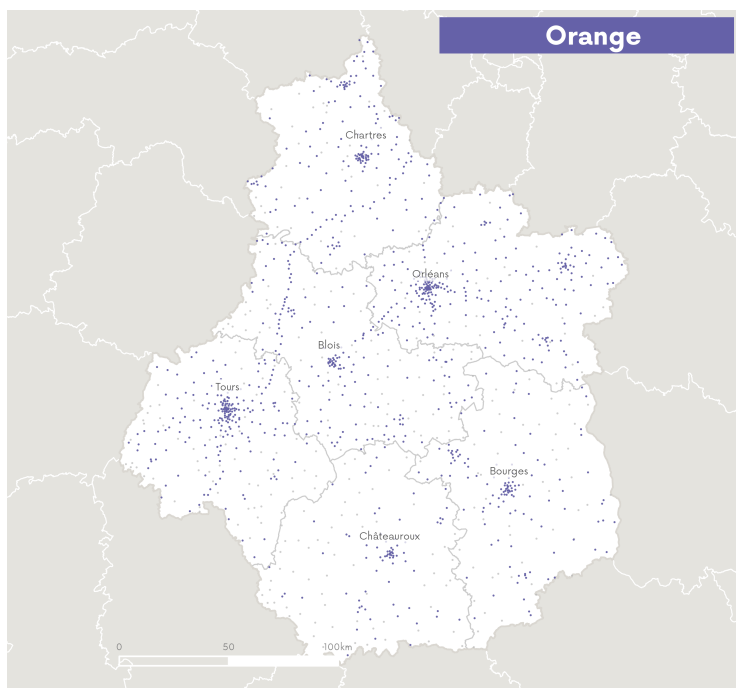 Orange
Chartres
Orléans
Blois
Tours
Bourges
Châteauroux
0 50 100km